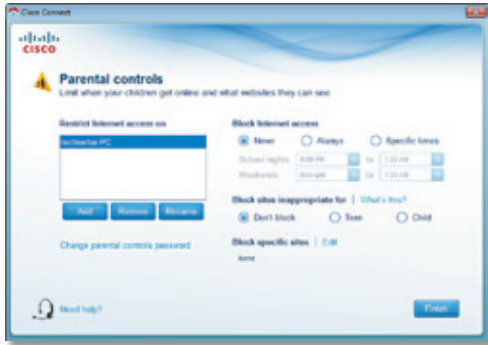 Cisco Connect
CISCO
Parental controls
Limit when your children get online and what websites they can see
Restrict Internet access on
Block Internet access
Never Always Specific times
School nights to
Weekends to
Add Remove Rename
Block sites inappropriate for | What's this?
Don't block Teen Child
Change parental controls password
Block specific sites | Edit
Need help?
Finish